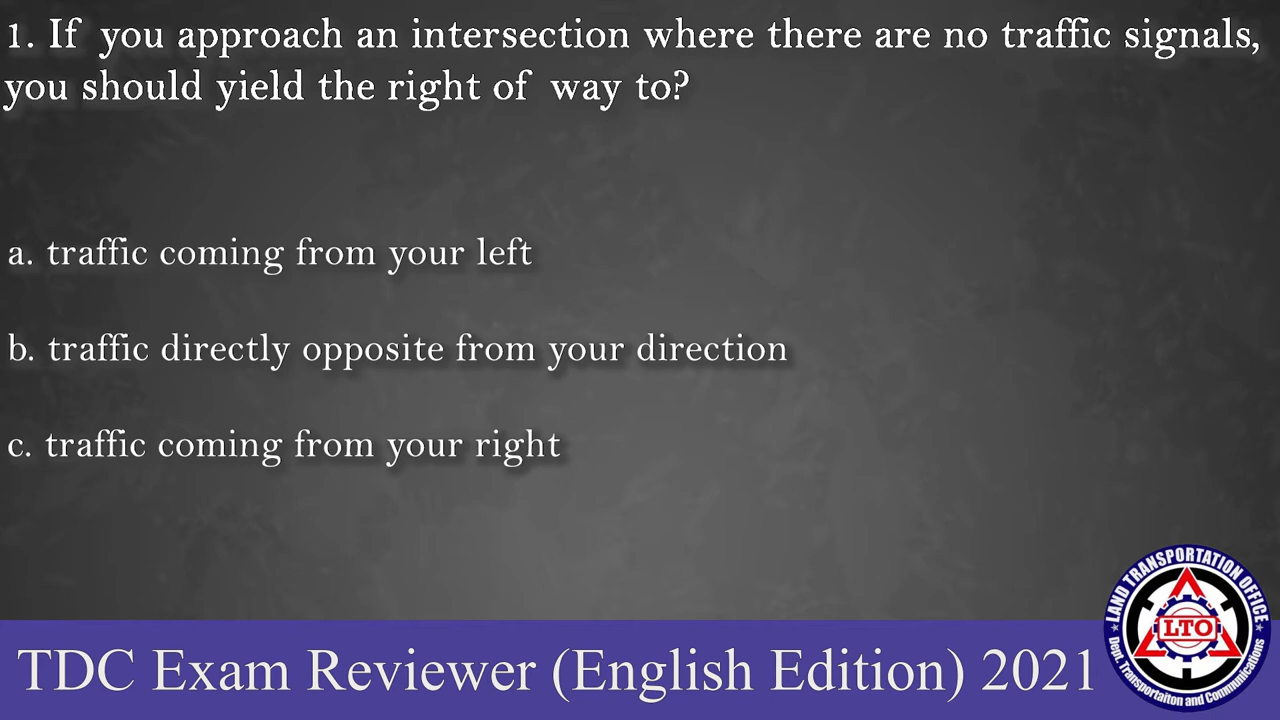 1. If you approach an intersection where there are no traffic signals,
you should yield the right of way to?
a. traffic coming from your left
b. traffic directly opposite from your direction
c. traffic coming from your right
TDC Exam Reviewer (English Edition) 2021
LAND TRANSPORTATION OFFICE
LTO
Dept. Transportaiton and Communications